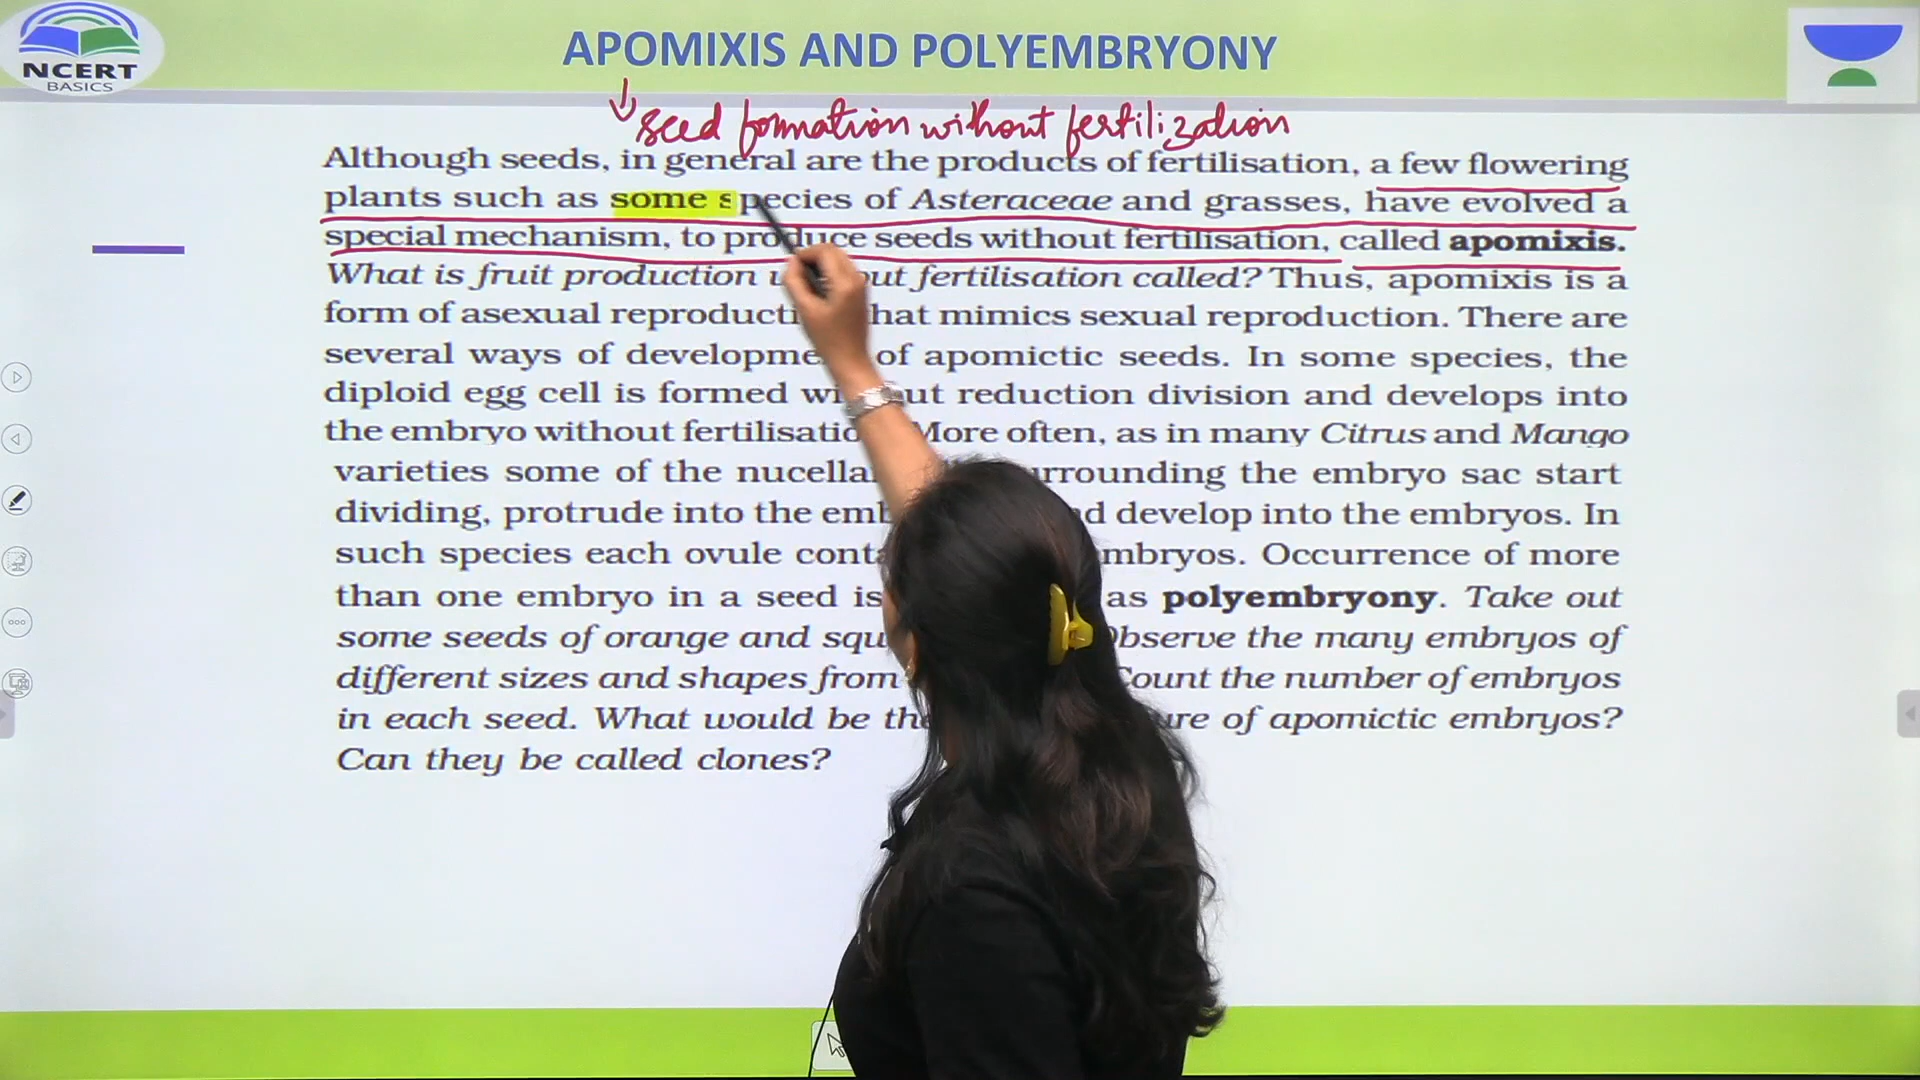 NCERT
BASICS
APOMIXIS AND POLYEMBRYONY
seed formation without fertilization
Although seeds, in general are the products of fertilisation, a few flowering
plants such as some species of Asteraceae and grasses, have evolved a
special mechanism, to produce seeds without fertilisation, called apomixis.
What is fruit production out fertilisation called? Thus, apomixis is a
form of asexual reproducti hat mimics sexual reproduction. There are
several ways of developme of apomictic seeds. In some species, the
diploid egg cell is formed wi ut reduction division and develops into
the embryo without fertilisatio More often, as in many Citrus and Mango
varieties some of the nucella urrounding the embryo sac start
dividing, protrude into the emb d develop into the embryos. In
such species each ovule conta mbryos. Occurrence of more
than one embryo in a seed is as polyembryony. Take out
some seeds of orange and squ Observe the many embryos of
different sizes and shapes from Count the number of embryos
in each seed. What would be the ure of apomictic embryos?
Can they be called clones?